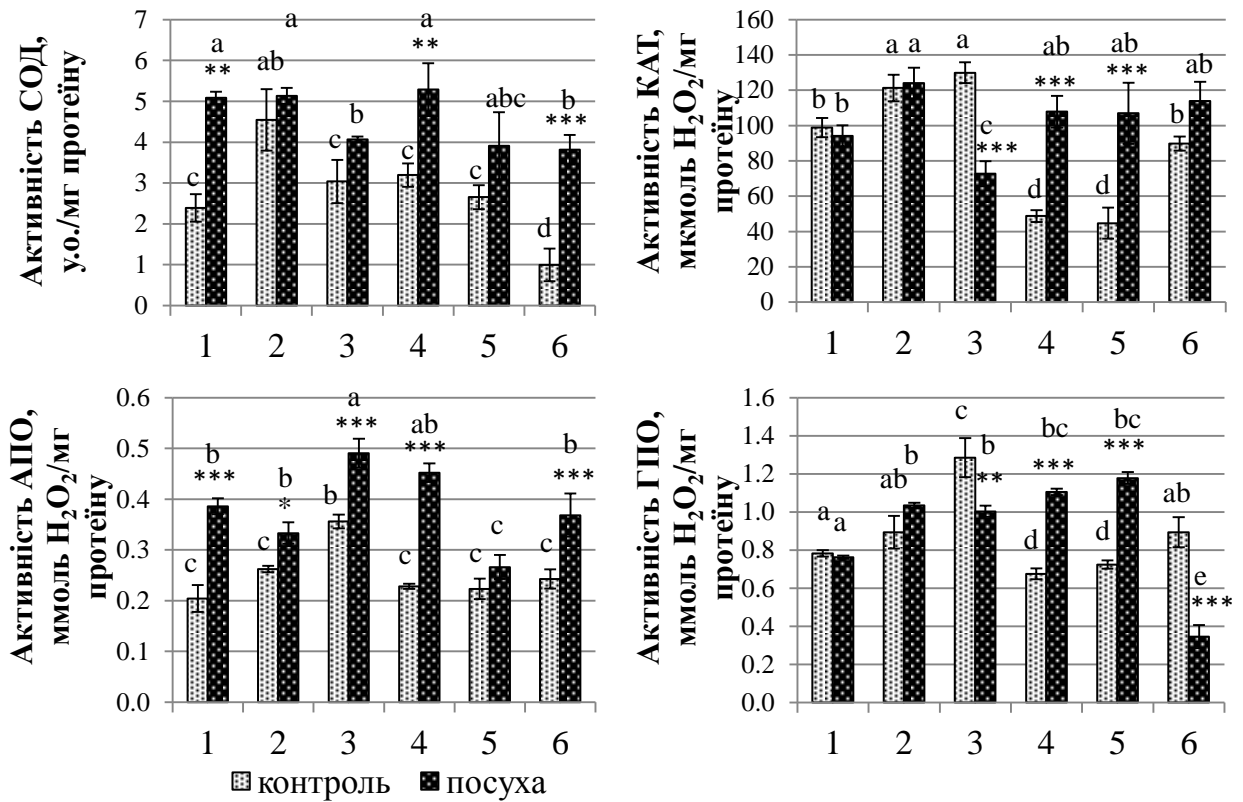 Активність СОД,
у.о./мг протеїну
7
6
5
4
3
2
1
0
c
a
**
ab
a
c
b
c
a
**
c
abc
d
b
***
1 2 3 4 5 6
Активність КАТ,
мкмоль H₂O₂/мг
протеїну
160
140
120
100
80
60
40
20
0
b b
a a
a
c
***
d
ab
***
d
ab
***
b
ab
1 2 3 4 5 6
Активність АПО,
ммоль H₂O₂/мг
протеїну
0.6
0.5
0.4
0.3
0.2
0.1
0.0
c
b
***
c
b
*
b
a
***
c
ab
***
c c
c
b
***
1 2 3 4 5 6
Активність ГПО,
ммоль H₂O₂/мг
протеїну
1.6
1.4
1.2
1.0
0.8
0.6
0.4
0.2
0.0
a a
ab
b
c
b
**
d
bc
***
d
bc
***
ab
e
***
1 2 3 4 5 6
контроль посуха